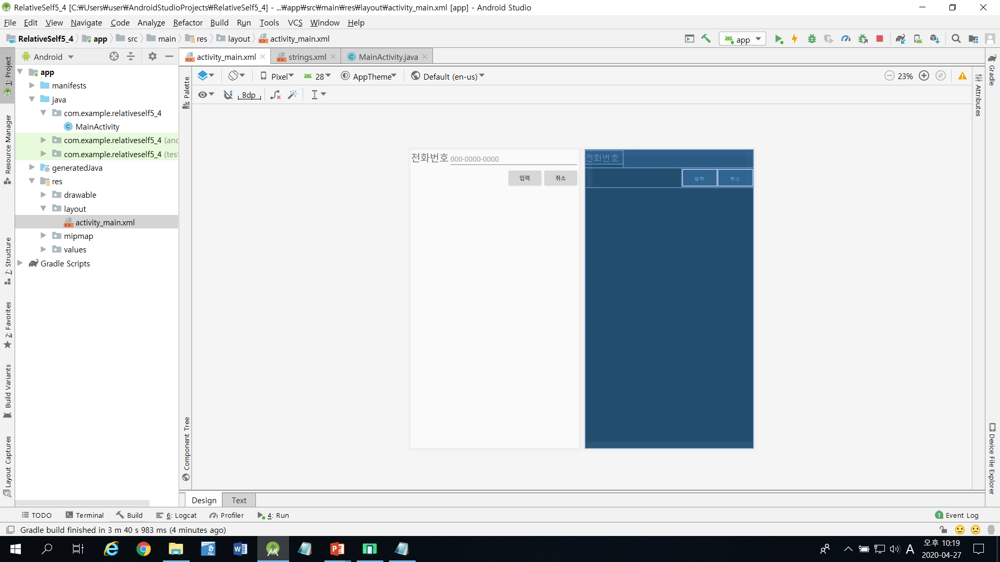 RelativeSelf5_4 [C:₩Users₩user₩AndroidStudioProjects₩RelativeSelf5_4] - ...₩app₩src₩main₩res₩layout₩activity_main.xml [app] - Android Studio
File Edit View Navigate Code Analyze Refactor Build Run Tools VCS Window Help
RelativeSelf5_4 app src main res layout activity_main.xml app
1: Project
Resource Manager
7: Structure
2: Favorites
Build Variants
Layout Captures
Android
app
manifests
java
com.example.relativeself5_4
MainActivity
com.example.relativeself5_4 (anc
com.example.relativeself5_4 (test
generatedJava
res
drawable
layout
activity_main.xml
mipmap
values
Gradle Scripts
activity_main.xml strings.xml MainActivity.java
Palette
Component Tree
Pixel 28 AppTheme Default (en-us) 23%
8dp
전화번호 000-0000-0000
입력 취소
전화번호
입력 취소
Attributes
Gradle
Device File Explorer
Design Text
TODO Terminal Build 6: Logcat Profiler 4: Run 1 Event Log
Gradle build finished in 3 m 40 s 983 ms (4 minutes ago)
A
오후 10:19
2020-04-27